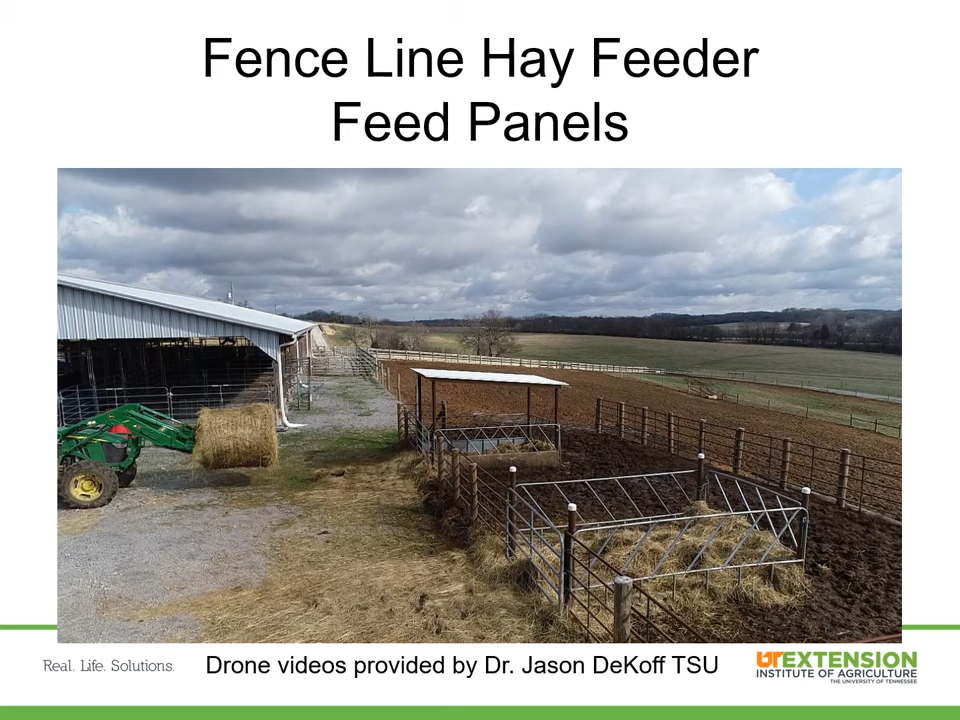 Fence Line Hay Feeder
Feed Panels
Real. Life. Solutions.
Drone videos provided by Dr. Jason DeKoff TSU
UTEXTENSION
INSTITUTE OF AGRICULTURE
THE UNIVERSITY OF TENNESSEE